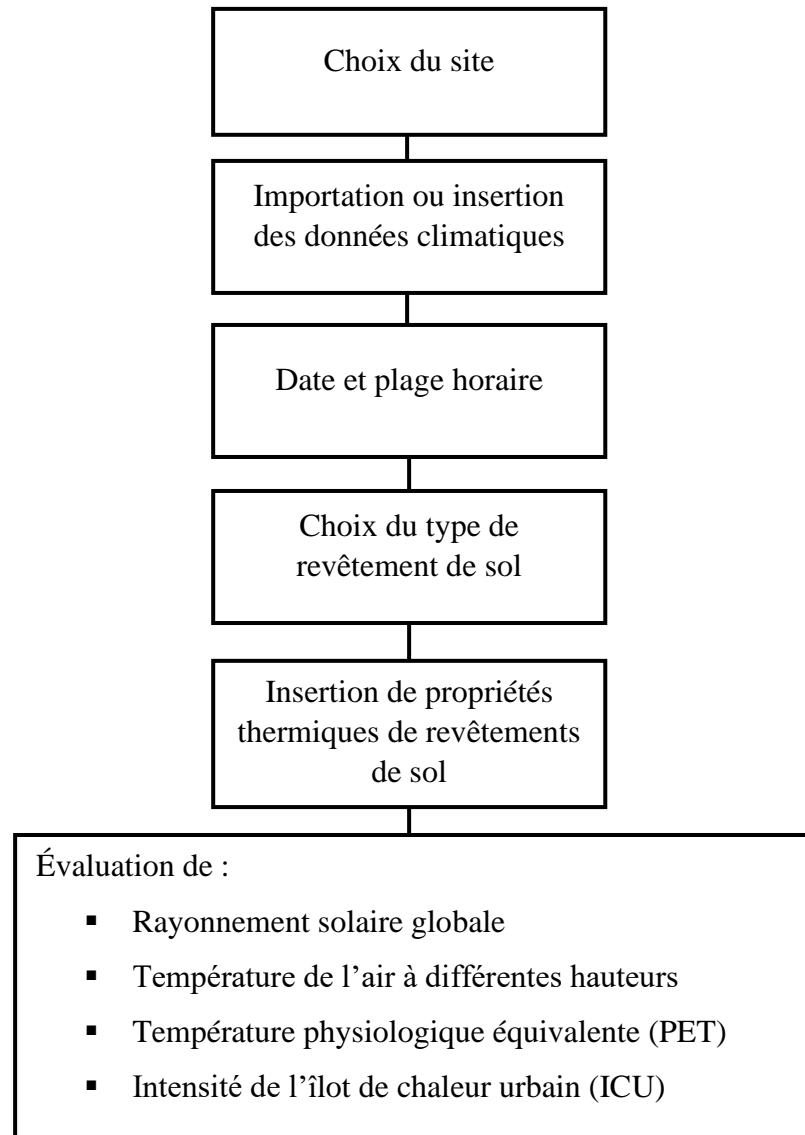 Choix du site
Importation ou insertion
des données climatiques
Date et plage horaire
Choix du type de
revêtement de sol
Insertion de propriétés
thermiques de revêtements
de sol
Évaluation de :
▪ Rayonnement solaire globale
▪ Température de l’air à différentes hauteurs
▪ Température physiologique équivalente (PET)
▪ Intensité de l’îlot de chaleur urbain (ICU)